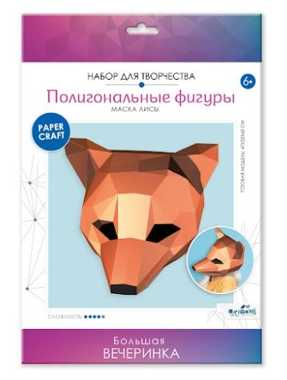 НАБОР ДЛЯ ТВОРЧЕСТВА
Полигональные фигуры
МАСКА ЛИСЫ
6+
PAPER
CRAFT
СЛОЖНОСТЬ
Большая
ВЕЧЕРИНКА